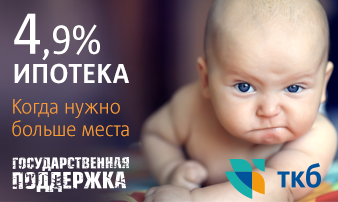 4,9%
ИПОТЕКА
Когда нужно
больше места
ГОСУДАРСТВЕННАЯ
ПОДДЕРЖКА
ткб